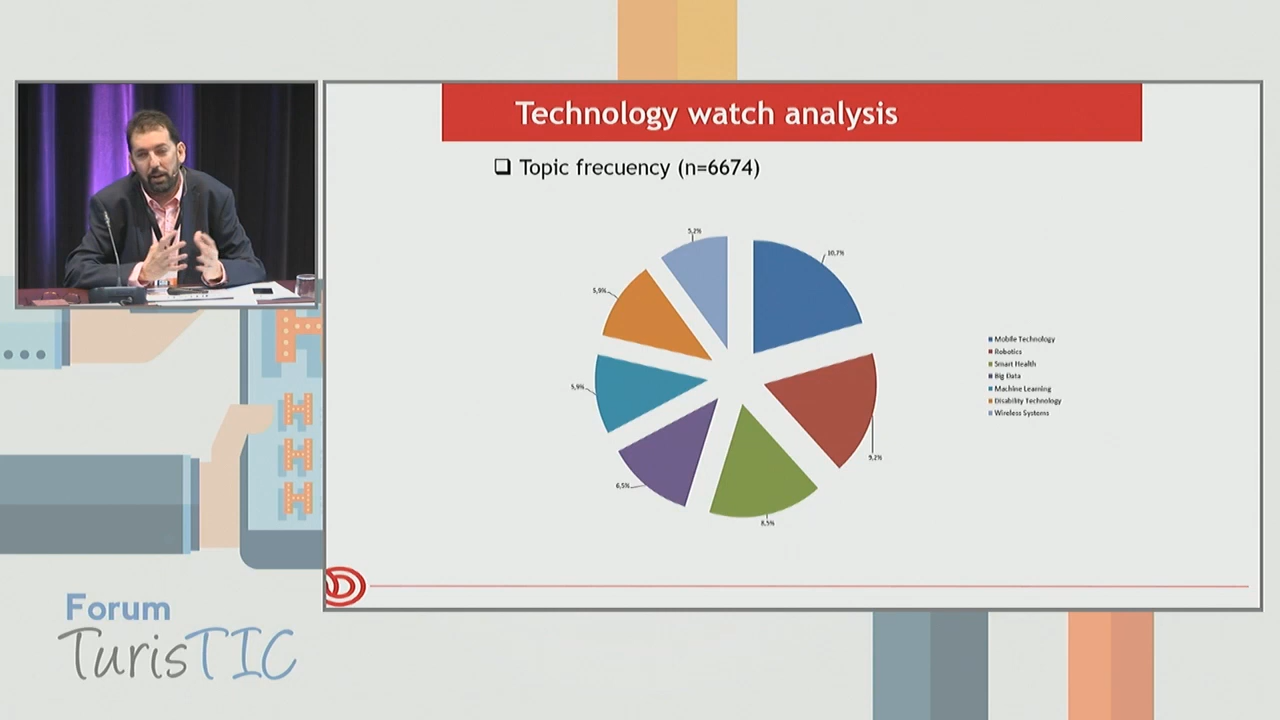 Technology watch analysis
Topic frecuency (n=6674)
5,2%
10,7%
5,9%
5,9%
9,2%
6,5%
8,5%
Mobile Technology
Robotics
Smart Health
Big Data
Machine Learning
Disability Technology
Wireless Systems
H
H
H
H
Forum
TurisTIC